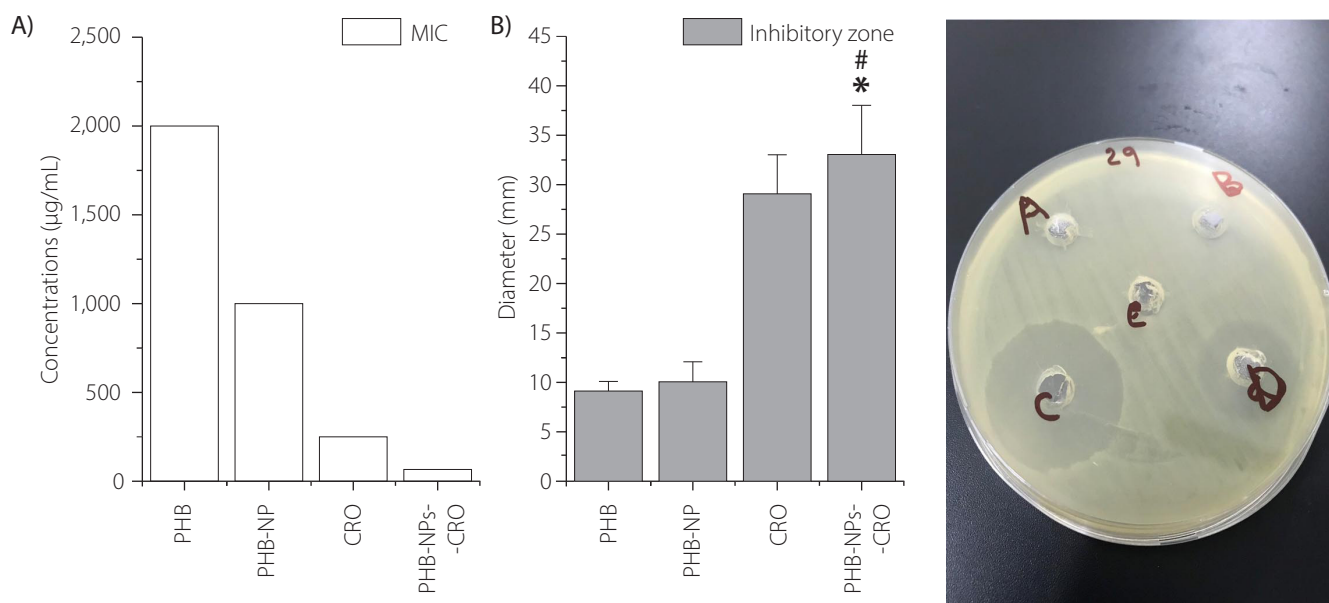 A)
MIC
Concentrations (µg/mL)
2,500
2,000
1,500
1,000
500
0
PHB
PHB-NP
CRO
PHB-NPs-
-CRO
B)
Inhibitory zone
Diameter (mm)
45
40
35
30
25
20
15
10
5
0
#
*
PHB
PHB-NP
CRO
PHB-NPs-
-CRO
29
A
B
E
C
D